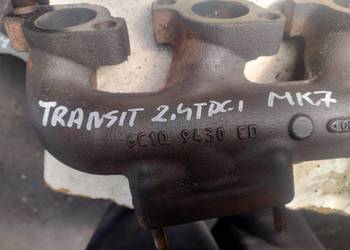 TRANSIT 2.4TDCI MK7
6C1Q 9430 ED